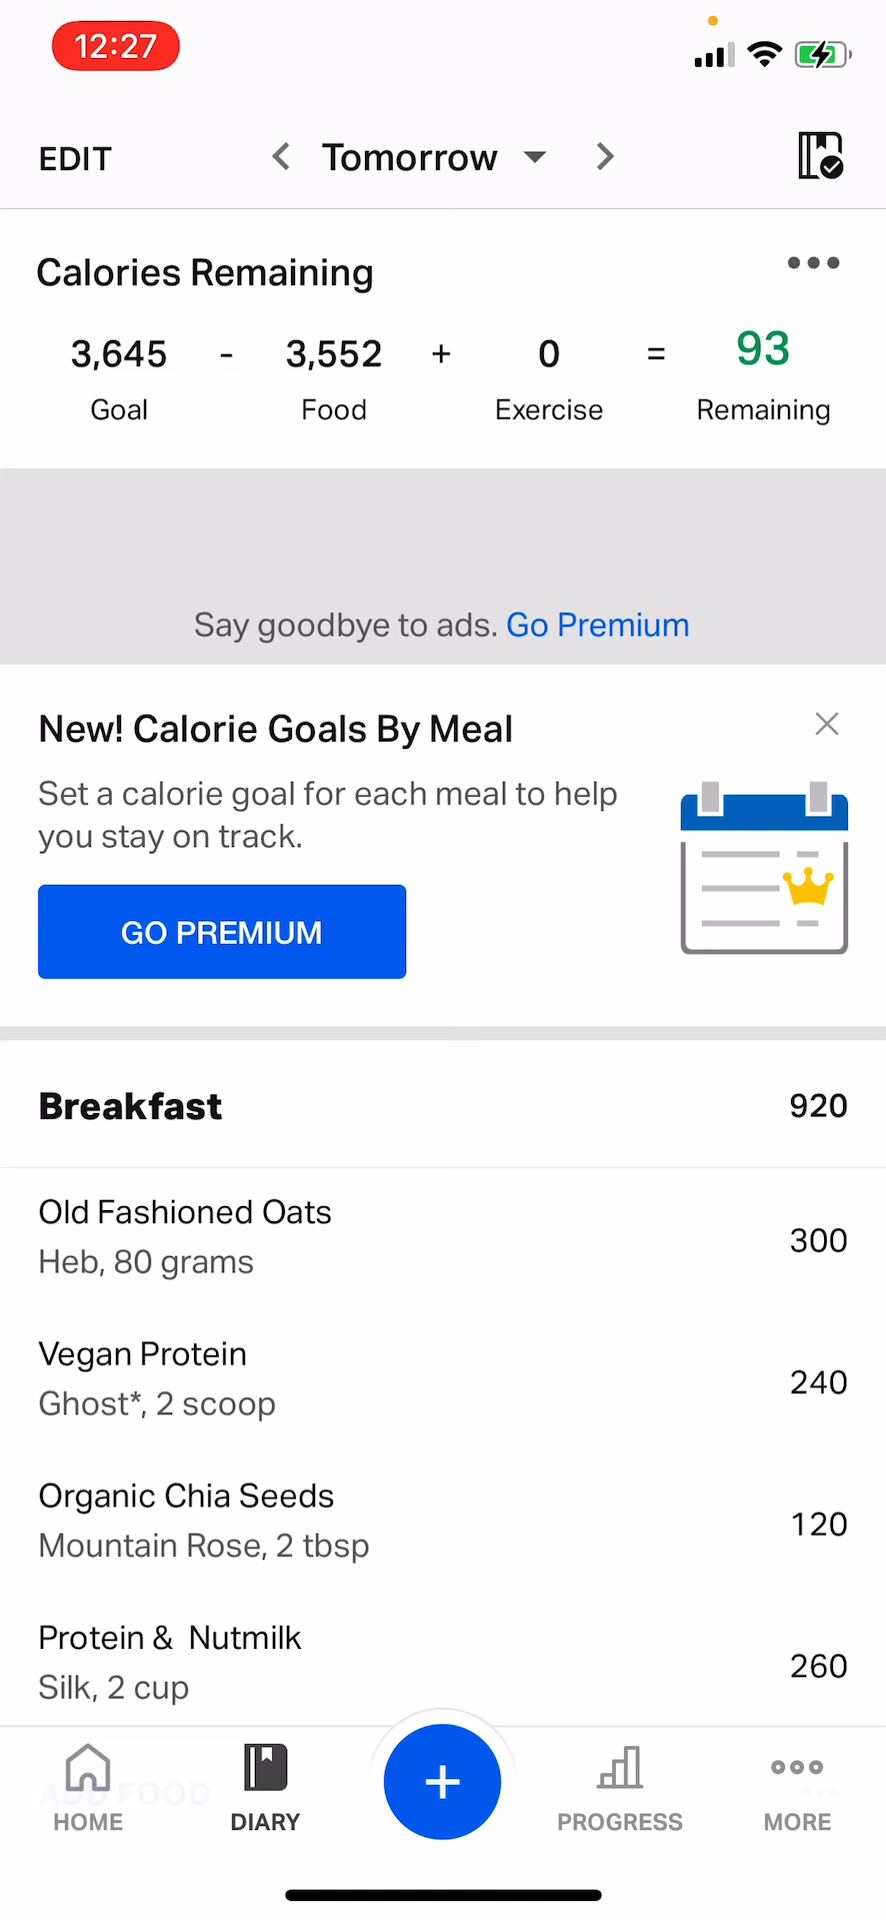 12:27
EDIT
Tomorrow
Calories Remaining
3,645 - 3,552 + 0 = 93
Goal Food Exercise Remaining
Say goodbye to ads. Go Premium
New! Calorie Goals By Meal
Set a calorie goal for each meal to help
you stay on track.
GO PREMIUM
Breakfast 920
Old Fashioned Oats
Heb, 80 grams
300
Vegan Protein
Ghost*, 2 scoop
240
Organic Chia Seeds
Mountain Rose, 2 tbsp
120
Protein & Nutmilk
Silk, 2 cup
260
ADD FOOD
+
HOME DIARY PROGRESS MORE